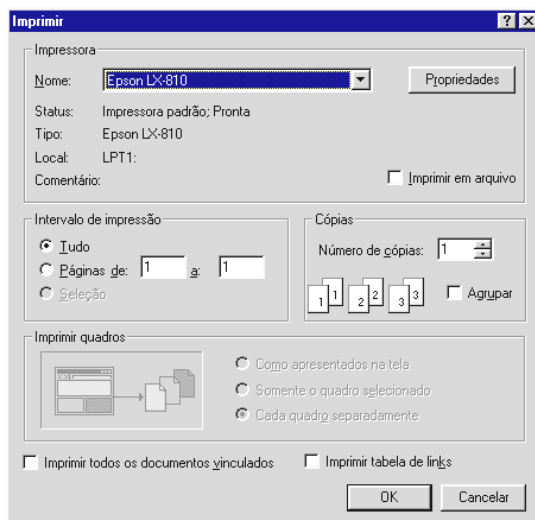 Imprimir
Impressora
Nome: Epson LX-810 Propriedades
Status: Impressora padrão; Pronta
Tipo: Epson LX-810
Local: LPT1:
Comentário: Imprimir em arquivo
Intervalo de impressão
Tudo
Páginas de: 1 a: 1
Seleção
Cópias
Número de cópias: 1
1 1 2 2 3 3 Agrupar
Imprimir quadros
Como apresentados na tela
Somente o quadro selecionado
Cada quadro separadamente
Imprimir todos os documentos vinculados Imprimir tabela de links
OK Cancelar